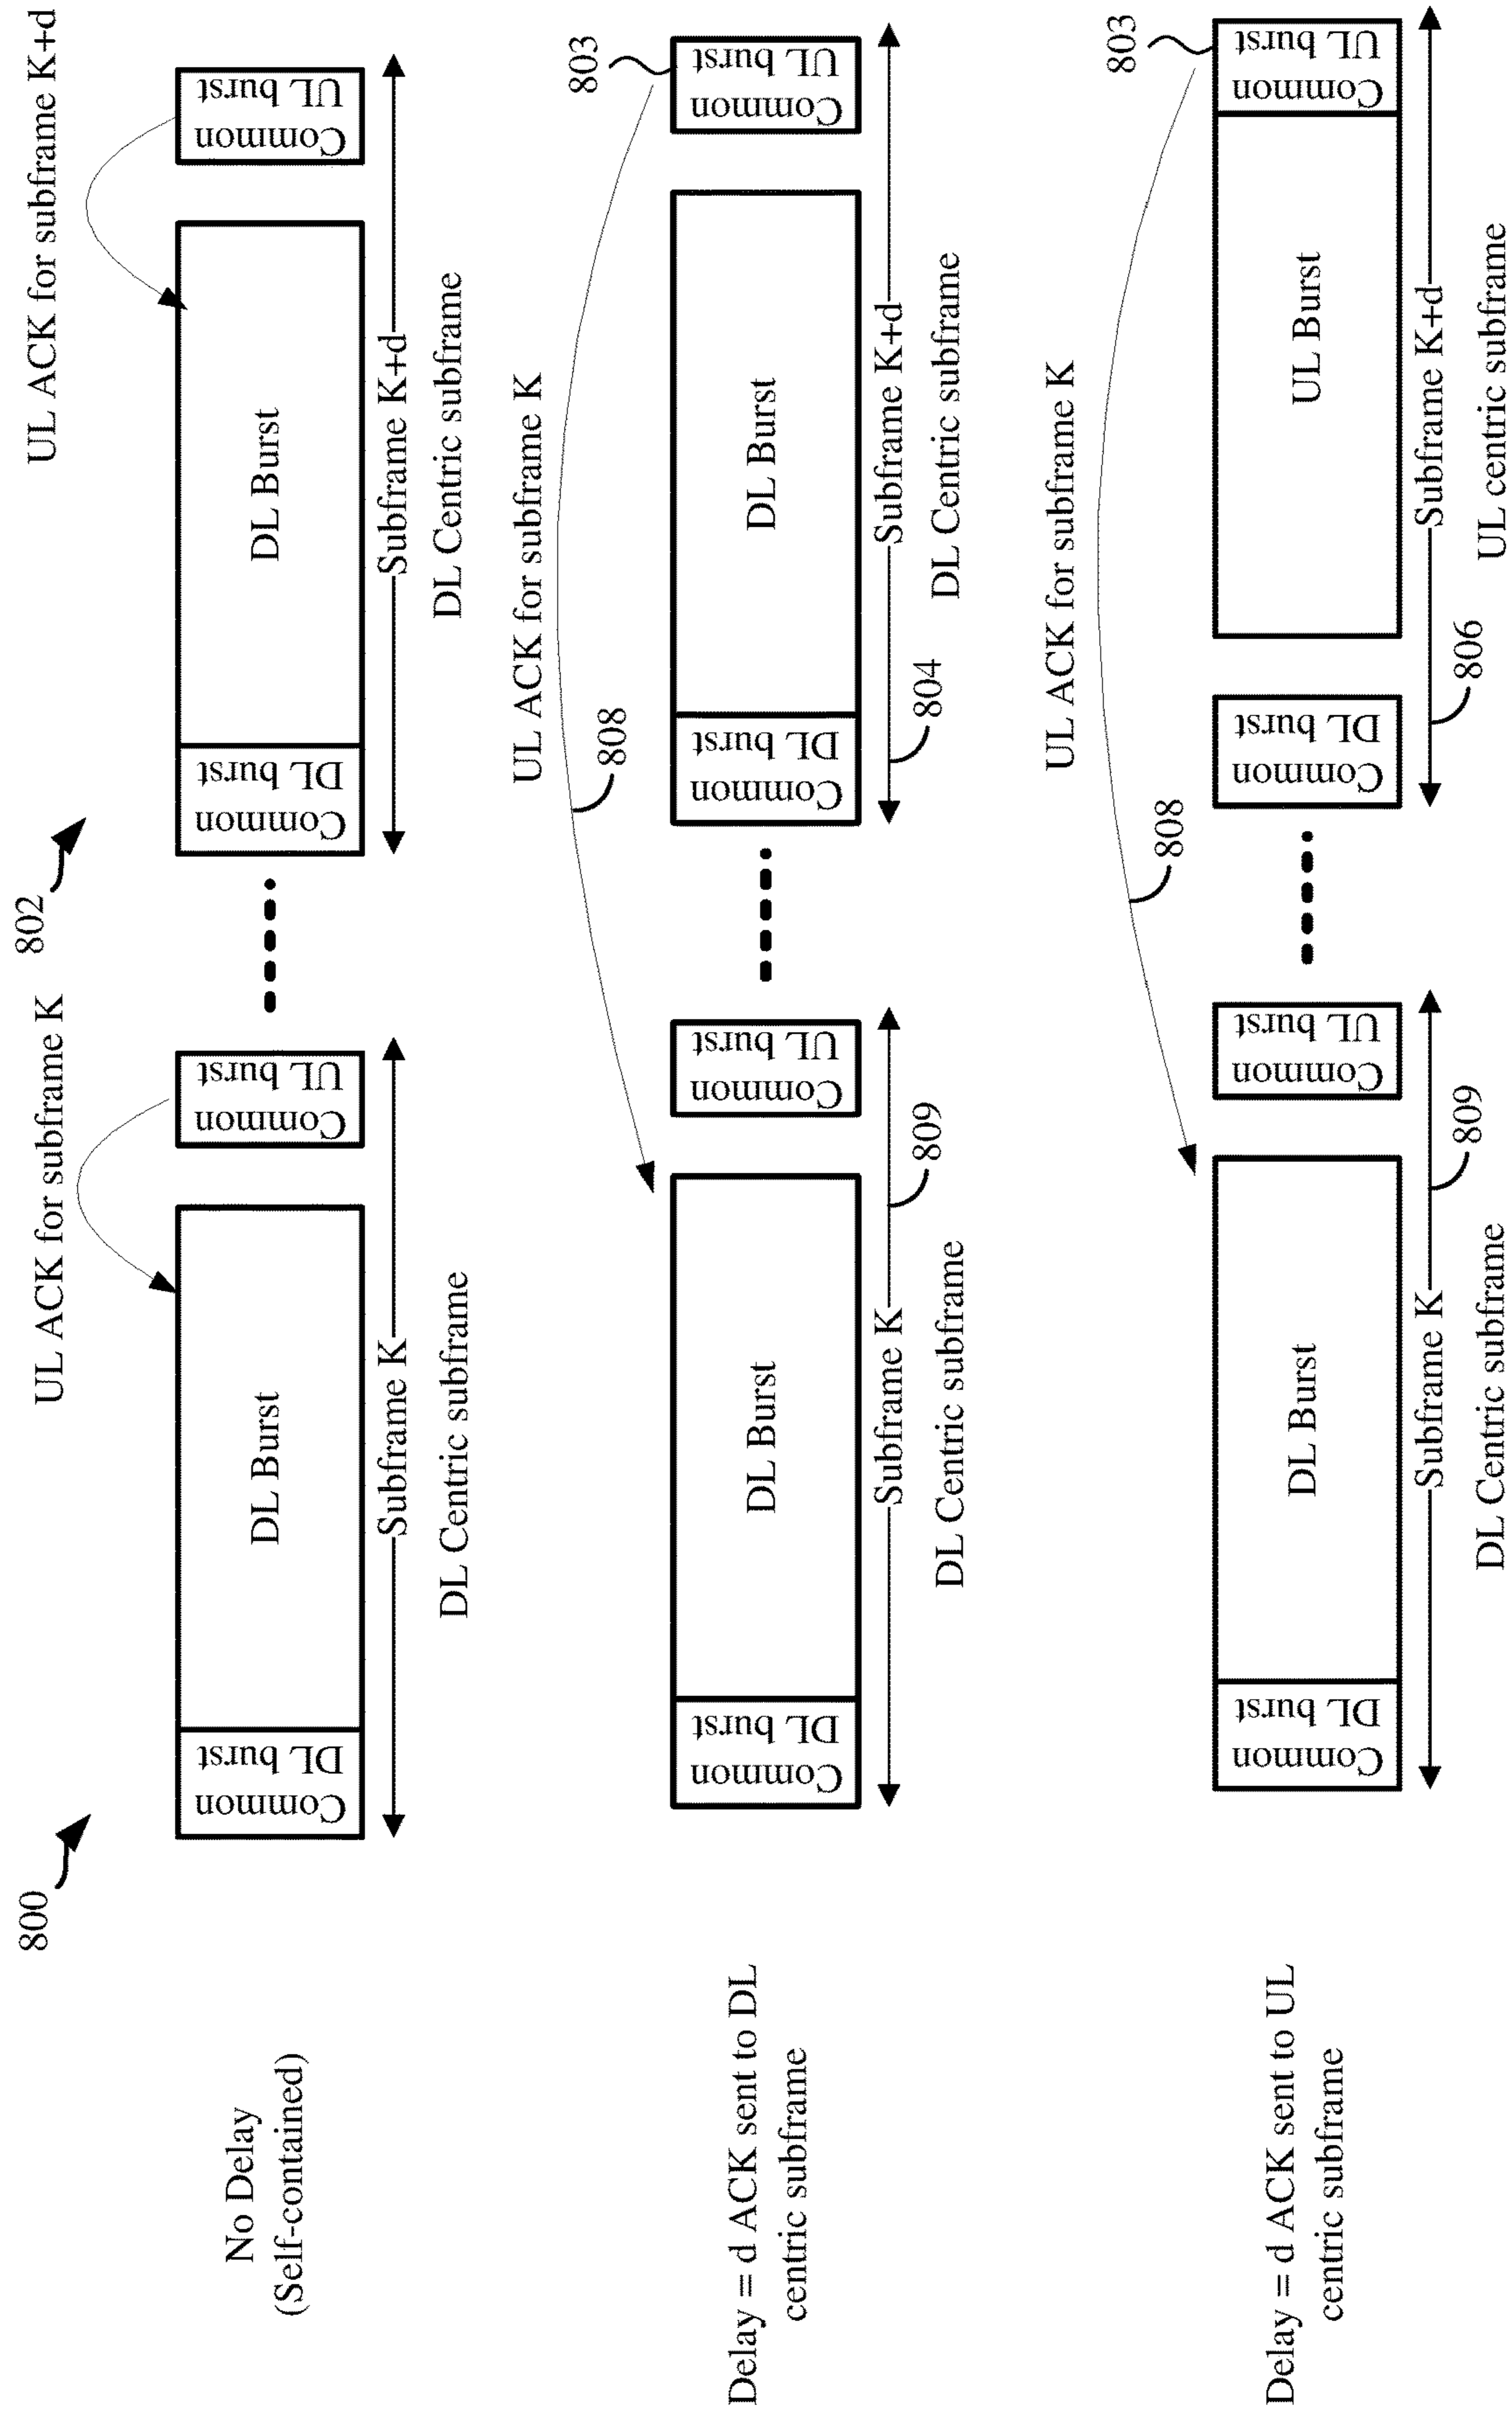 800
802
No Delay
(Self-contained)
UL ACK for subframe K
UL ACK for subframe K+d
Common
DL burst
DL Burst
Common
UL burst
Common
DL burst
DL Burst
Common
UL burst
Subframe K
Subframe K+d
DL Centric subframe
DL Centric subframe
Delay = d ACK sent to DL
centric subframe
UL ACK for subframe K
808
803
Common
DL burst
DL Burst
Common
UL burst
Common
DL burst
DL Burst
Common
UL burst
Subframe K
809
804
Subframe K+d
DL Centric subframe
DL Centric subframe
Delay = d ACK sent to UL
centric subframe
UL ACK for subframe K
808
803
Common
DL burst
DL Burst
Common
UL burst
Common
DL burst
UL Burst
Common
UL burst
Subframe K
809
806
Subframe K+d
DL Centric subframe
UL centric subframe